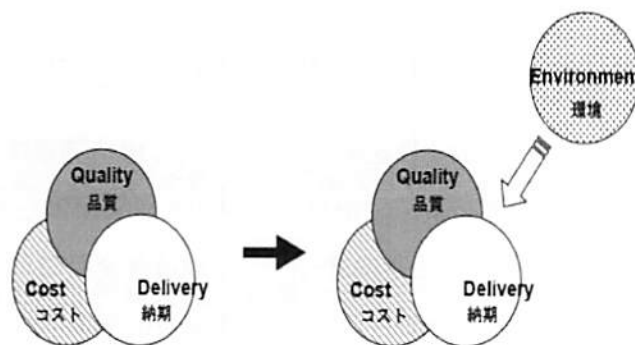 Environment
環境
Quality
品質
Cost
コスト
Delivery
納期
Quality
品質
Cost
コスト
Delivery
納期